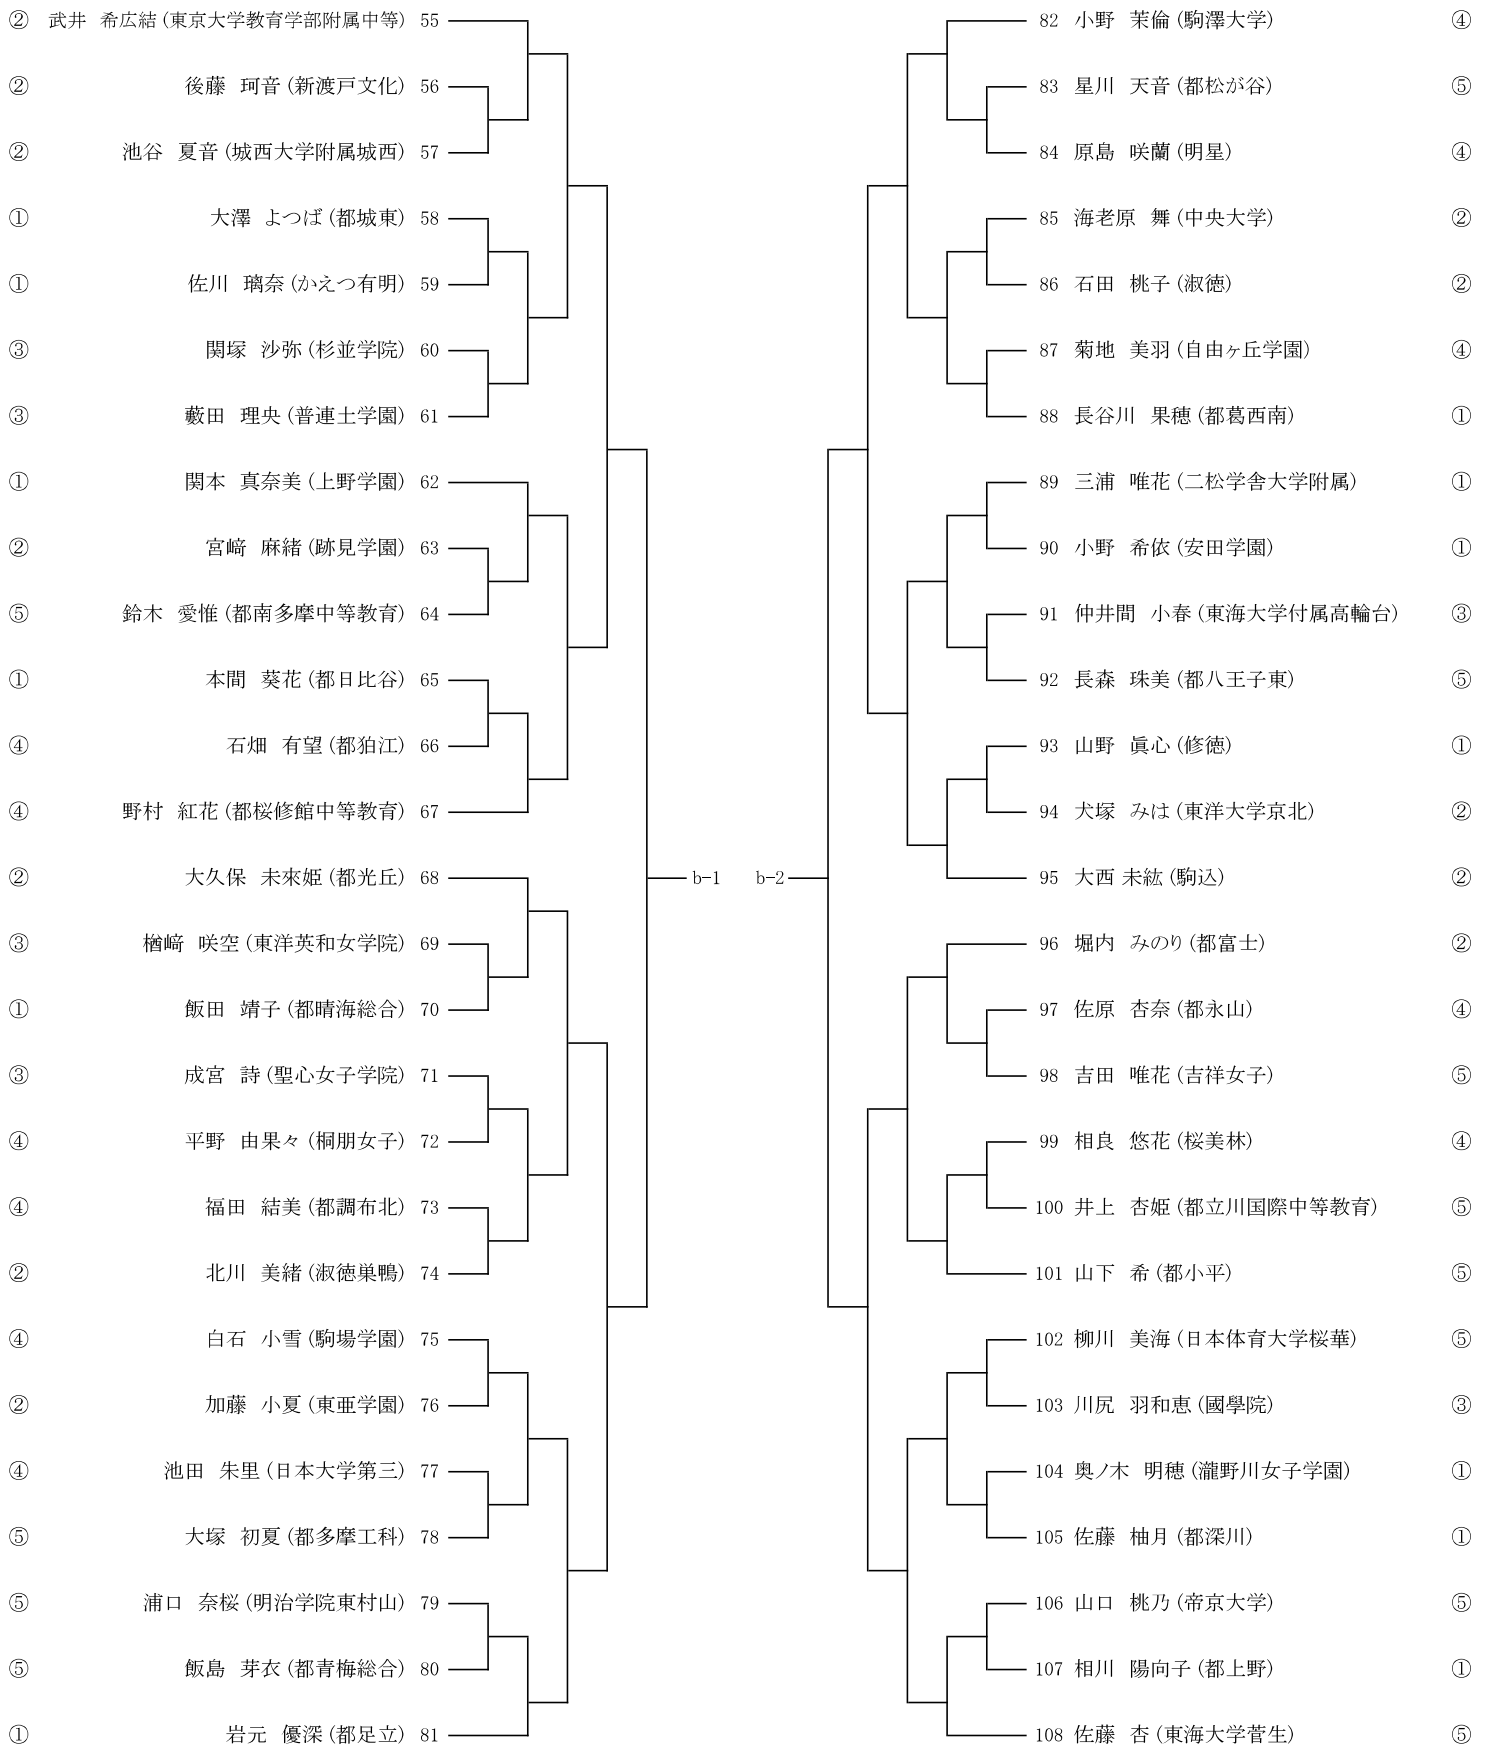 ② 武井 希広結 (東京大学教育学部附属中等) 55
② 後藤 珂音 (新渡戸文化) 56
② 池谷 夏音 (城西大学附属城西) 57
① 大澤 よつば (都城東) 58
① 佐川 璃奈 (かえつ有明) 59
③ 関塚 沙弥 (杉並学院) 60
③ 藪田 理央 (普連土学園) 61
① 関本 真奈美 (上野学園) 62
② 宮﨑 麻緒 (跡見学園) 63
⑤ 鈴木 愛惟 (都南多摩中等教育) 64
① 本間 葵花 (都日比谷) 65
④ 石畑 有望 (都狛江) 66
④ 野村 紅花 (都桜修館中等教育) 67
② 大久保 未來姫 (都光丘) 68
③ 楢﨑 咲空 (東洋英和女学院) 69
① 飯田 靖子 (都晴海総合) 70
③ 成宮 詩 (聖心女子学院) 71
④ 平野 由果々 (桐朋女子) 72
④ 福田 結美 (都調布北) 73
② 北川 美緒 (淑徳巣鴨) 74
④ 白石 小雪 (駒場学園) 75
② 加藤 小夏 (東亜学園) 76
④ 池田 朱里 (日本大学第三) 77
⑤ 大塚 初夏 (都多摩工科) 78
⑤ 浦口 奈桜 (明治学院東村山) 79
⑤ 飯島 芽衣 (都青梅総合) 80
① 岩元 優深 (都足立) 81
b-1
b-2
82 小野 茉倫 (駒澤大学) ④
83 星川 天音 (都松が谷) ⑤
84 原島 咲蘭 (明星) ④
85 海老原 舞 (中央大学) ②
86 石田 桃子 (淑徳) ②
87 菊地 美羽 (自由ヶ丘学園) ④
88 長谷川 果穂 (都葛西南) ①
89 三浦 唯花 (二松学舎大学附属) ①
90 小野 希依 (安田学園) ①
91 仲井間 小春 (東海大学付属高輪台) ③
92 長森 珠美 (都八王子東) ⑤
93 山野 眞心 (修徳) ①
94 犬塚 みは (東洋大学京北) ②
95 大西 未紘 (駒込) ②
96 堀内 みのり (都富士) ②
97 佐原 杏奈 (都永山) ④
98 吉田 唯花 (吉祥女子) ⑤
99 相良 悠花 (桜美林) ④
100 井上 杏姫 (都立川国際中等教育) ⑤
101 山下 希 (都小平) ⑤
102 柳川 美海 (日本体育大学桜華) ⑤
103 川尻 羽和恵 (國學院) ③
104 奥ノ木 明穂 (瀧野川女子学園) ①
105 佐藤 柚月 (都深川) ①
106 山口 桃乃 (帝京大学) ⑤
107 相川 陽向子 (都上野) ①
108 佐藤 杏 (東海大学菅生) ⑤